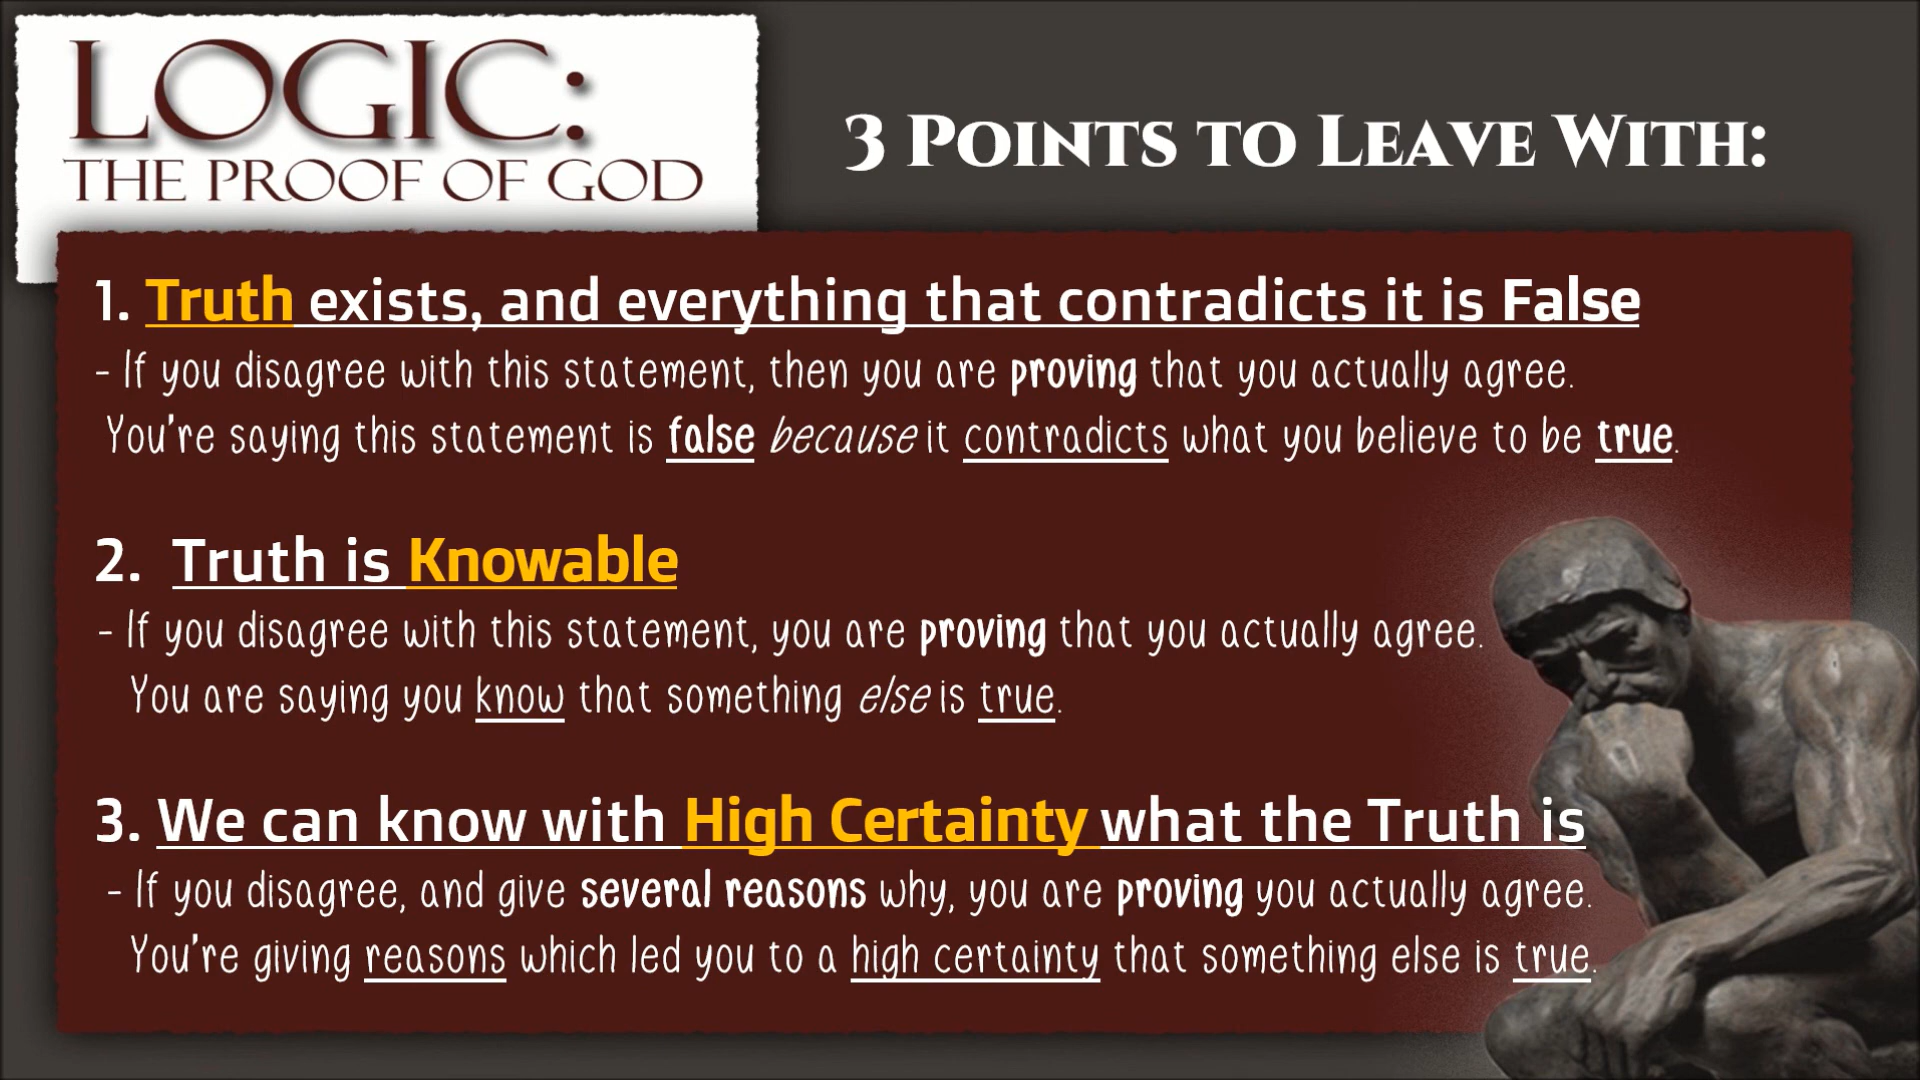 LOGIC:
THE PROOF OF GOD
3 POINTS TO LEAVE WITH:
1. Truth exists, and everything that contradicts it is False
- If you disagree with this statement, then you are proving that you actually agree.
You're saying this statement is false because it contradicts what you believe to be true.
2. Truth is Knowable
- If you disagree with this statement, you are proving that you actually agree.
You are saying you know that something else is true.
3. We can know with High Certainty what the Truth is
- If you disagree, and give several reasons why, you are proving you actually agree.
You're giving reasons which led you to a high certainty that something else is true.